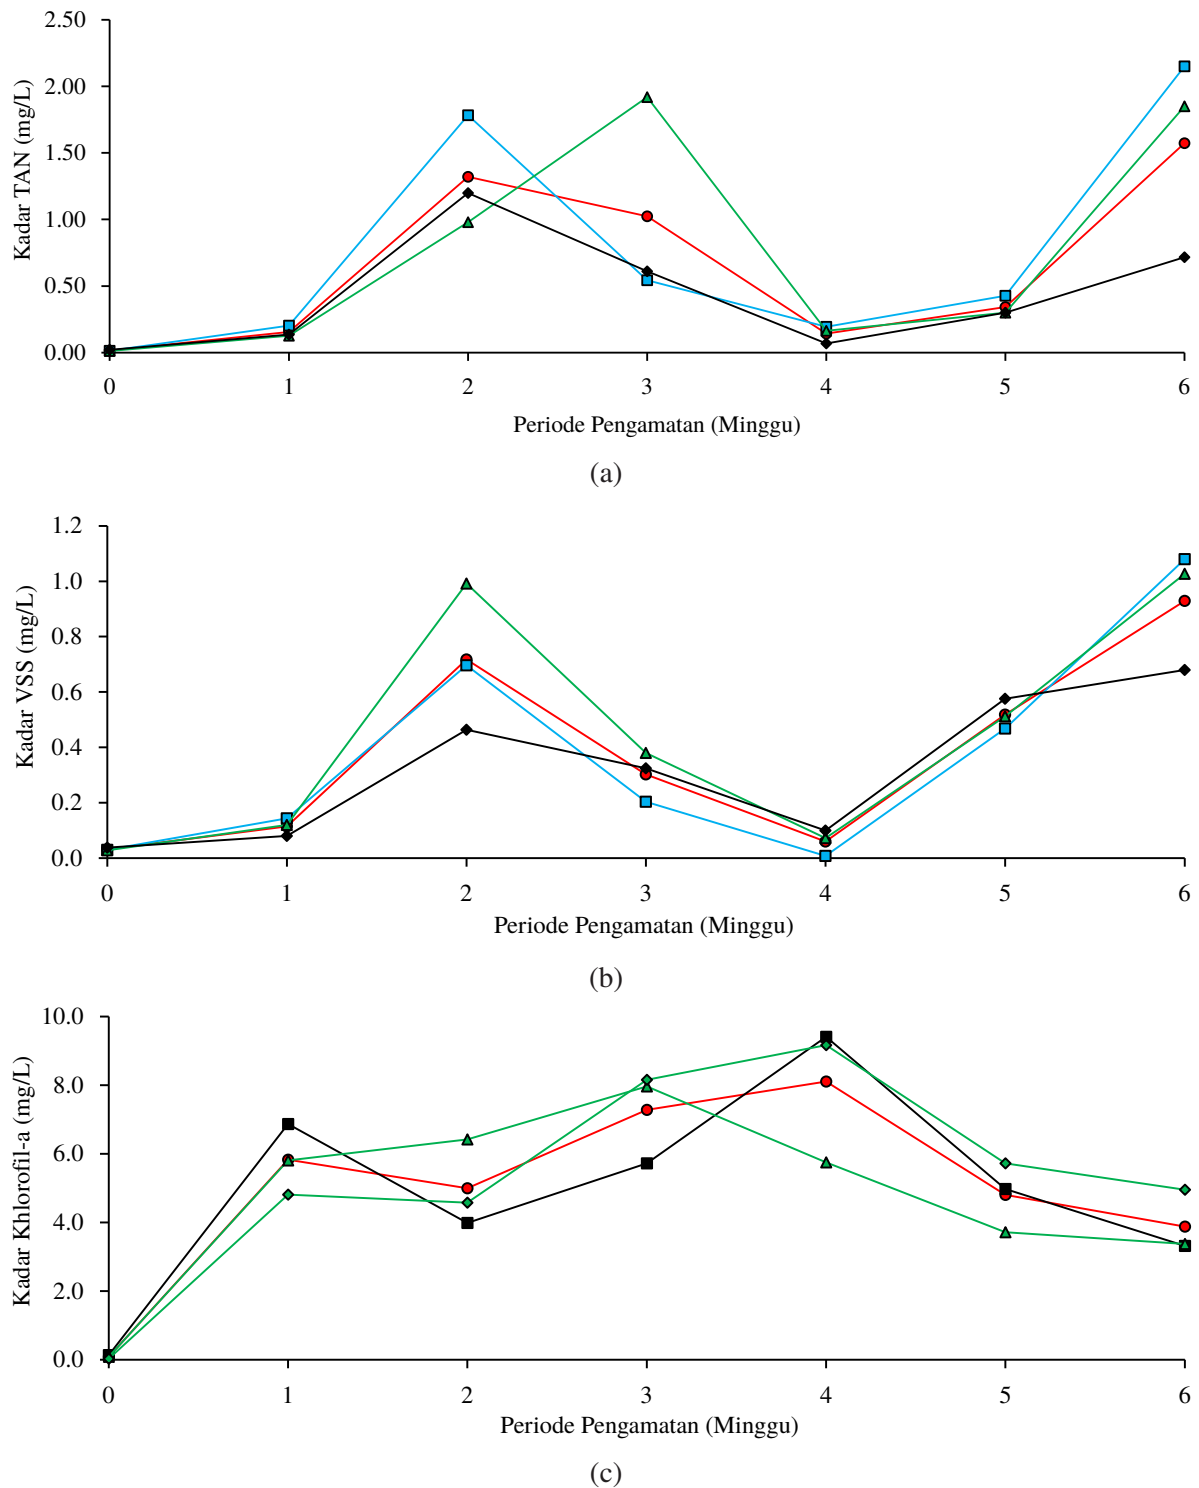 2.50
2.00
1.50
1.00
0.50
0.00
Kadar TAN (mg/L)
0 1 2 3 4 5 6
Periode Pengamatan (Minggu)
(a)
1.2
1.0
0.8
0.6
0.4
0.2
0.0
Kadar VSS (mg/L)
0 1 2 3 4 5 6
Periode Pengamatan (Minggu)
(b)
10.0
8.0
6.0
4.0
2.0
0.0
Kadar Khlorofil-a (mg/L)
0 1 2 3 4 5 6
Periode Pengamatan (Minggu)
(c)